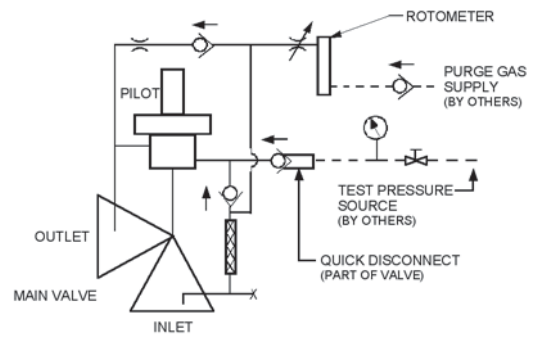 ROTOMETER
PURGE GAS
SUPPLY
(BY OTHERS)
PILOT
TEST PRESSURE
SOURCE
(BY OTHERS)
OUTLET
QUICK DISCONNECT
(PART OF VALVE)
MAIN VALVE
INLET